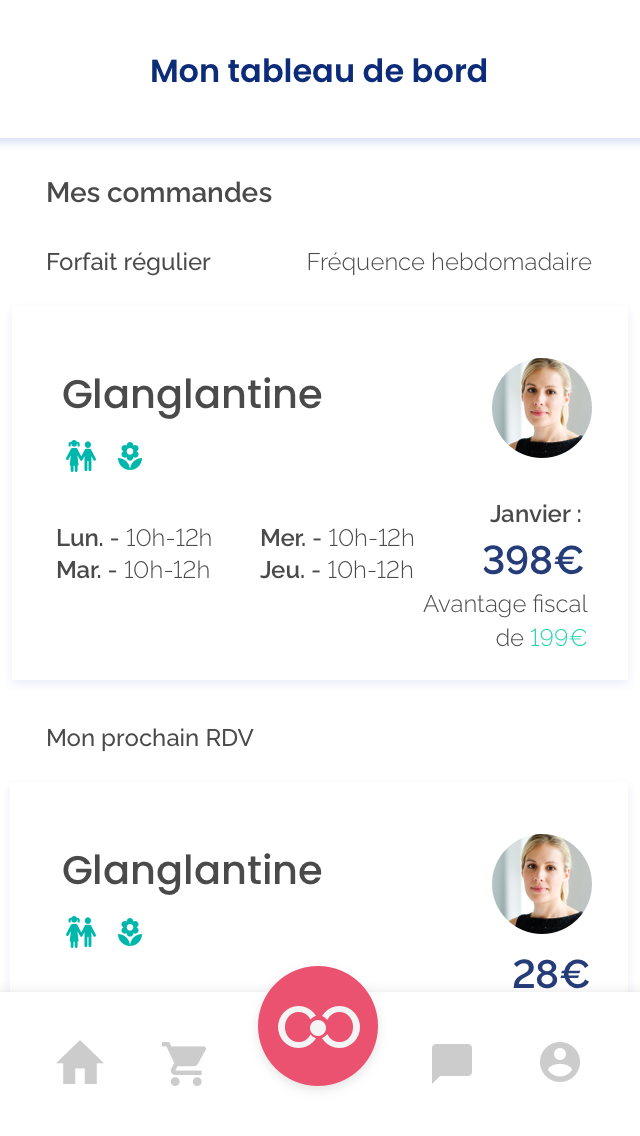 Mon tableau de bord
Mes commandes
Forfait régulier Fréquence hebdomadaire
Glanglantine
Lun. - 10h-12h Mer. - 10h-12h
Mar. - 10h-12h Jeu. - 10h-12h
Janvier :
398€
Avantage fiscal
de 199€
Mon prochain RDV
Glanglantine
28€